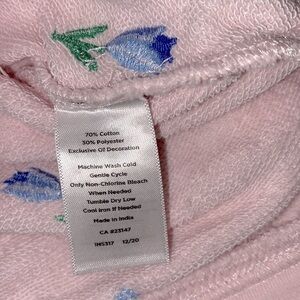 70% Cotton
30% Polyester
Exclusive Of Decoration
Machine Wash Cold
Gentle Cycle
Only Non-Chlorine Bleach
When Needed
Tumble Dry Low
Cool Iron If Needed
Made In India
CA #23147
INS317 12/20